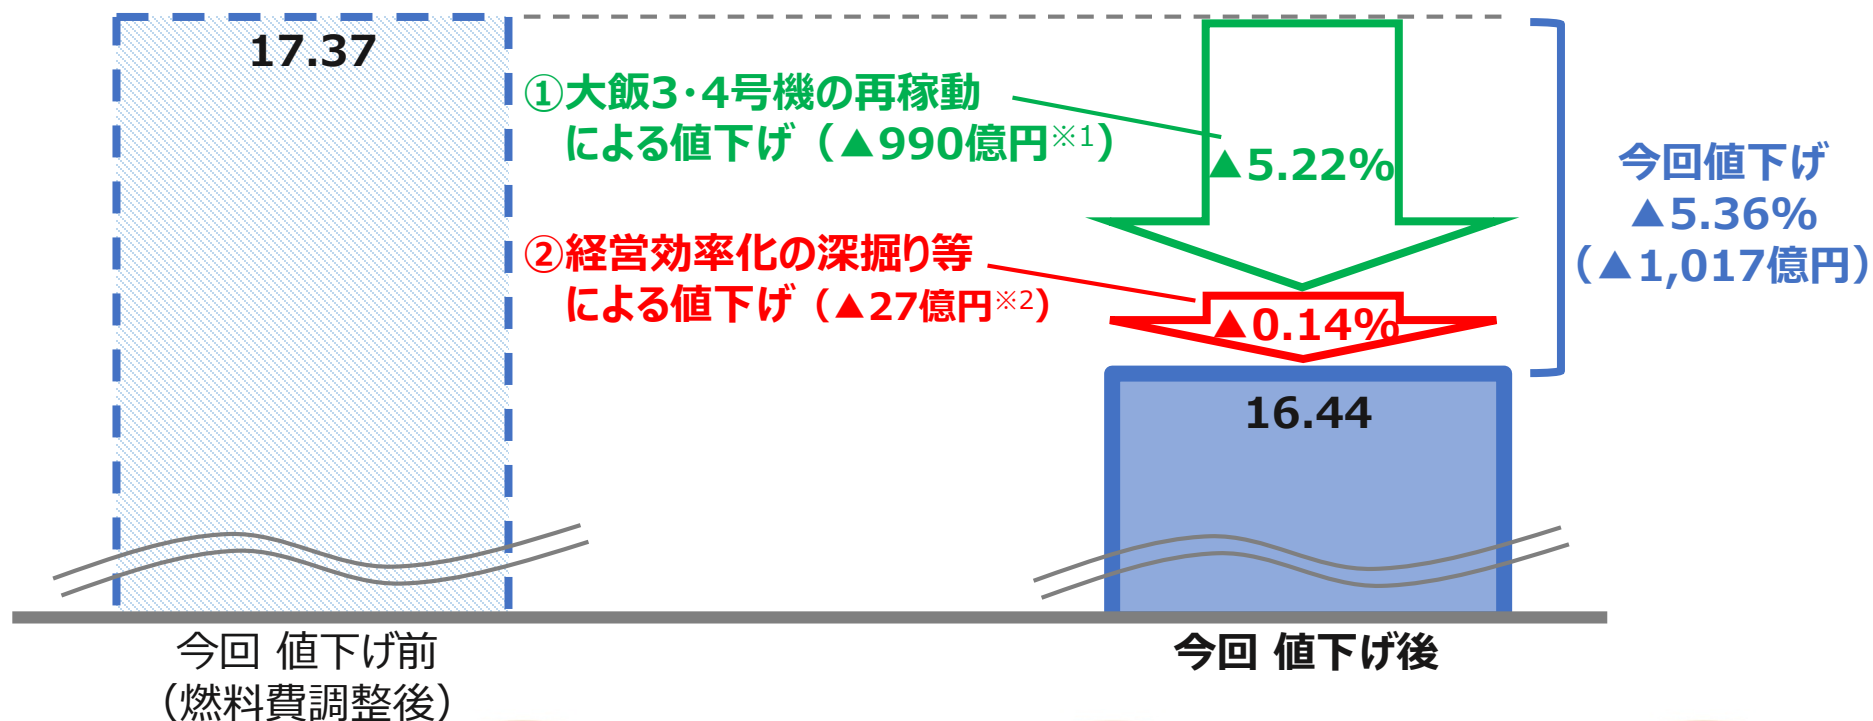 17.37
①大飯3・4号機の再稼動
による値下げ（▲990億円※1）
▲5.22%
②経営効率化の深掘り等
による値下げ（▲27億円※2）
▲0.14%
今回値下げ
▲5.36%
（▲1,017億円）
16.44
今回 値下げ前
（燃料費調整後）
今回 値下げ後